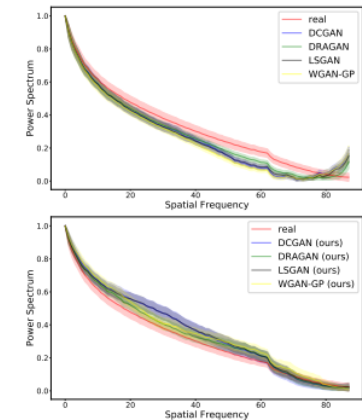 1.0
0.8
0.6
0.4
0.2
0.0
Power Spectrum
0 20 40 60 80
Spatial Frequency
real
DCGAN
DRAGAN
LSGAN
WGAN-GP
1.0
0.8
0.6
0.4
0.2
0.0
Power Spectrum
0 20 40 60 80
Spatial Frequency
real
DCGAN (ours)
DRAGAN (ours)
LSGAN (ours)
WGAN-GP (ours)